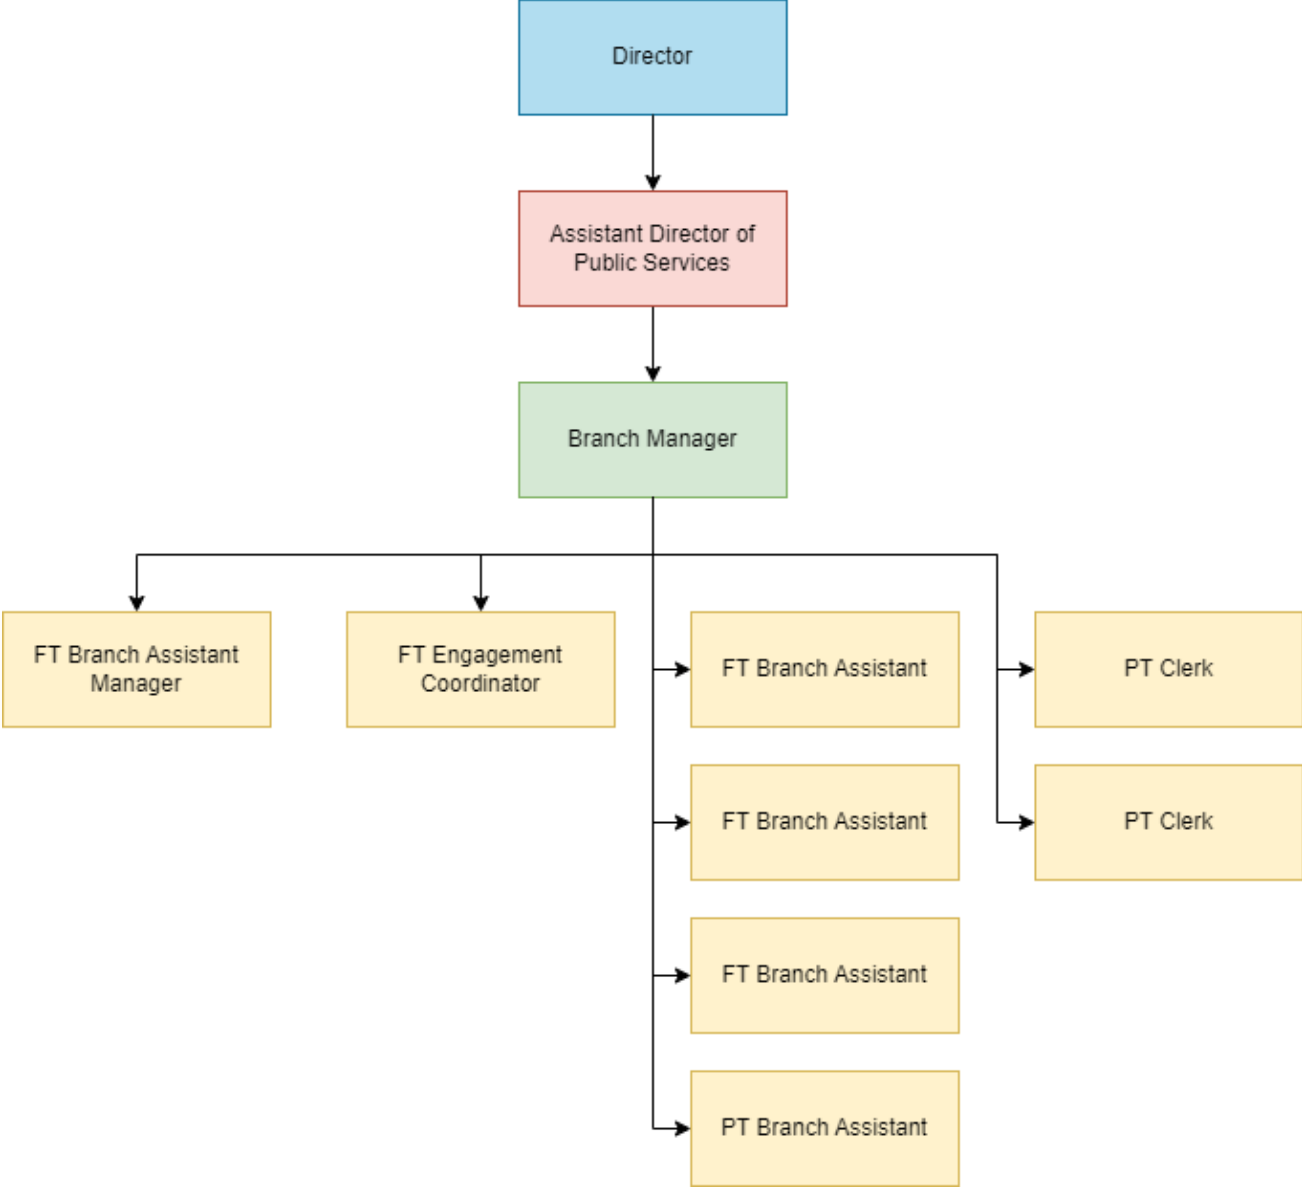 Director
Assistant Director of
Public Services
Branch Manager
FT Branch Assistant
Manager
FT Engagement
Coordinator
FT Branch Assistant
PT Clerk
FT Branch Assistant
PT Clerk
FT Branch Assistant
PT Branch Assistant